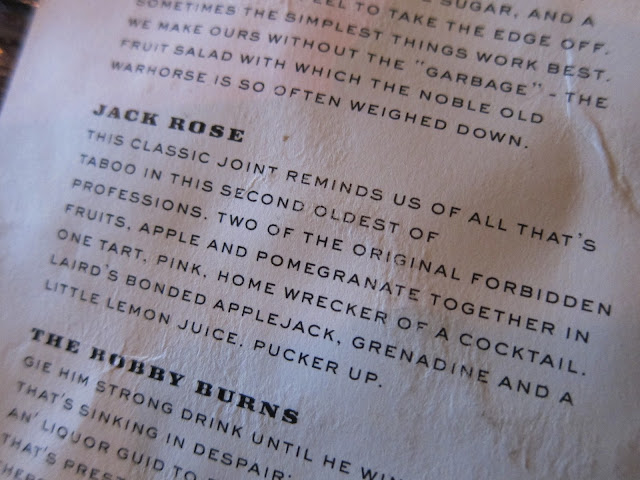 SUGAR, AND A
TO TAKE THE EDGE OFF.
SOMETIMES THE SIMPLEST THINGS WORK BEST.
WE MAKE OURS WITHOUT THE "GARBAGE" - THE
FRUIT SALAD WITH WHICH THE NOBLE OLD
WARHORSE IS SO OFTEN WEIGHED DOWN.
JACK ROSE
THIS CLASSIC JOINT REMINDS US OF ALL THAT'S
TABOO IN THIS SECOND OLDEST OF
PROFESSIONS. TWO OF THE ORIGINAL FORBIDDEN
FRUITS, APPLE AND POMEGRANATE TOGETHER IN
ONE TART, PINK, HOME WRECKER OF A COCKTAIL.
LAIRD'S BONDED APPLEJACK, GRENADINE AND A
LITTLE LEMON JUICE. PUCKER UP.
THE BOBBY BURNS
GIE HIM STRONG DRINK UNTIL HE
THAT'S SINKING IN DESPAIR;
AN' LIQUOR GUID TO
THAT'S